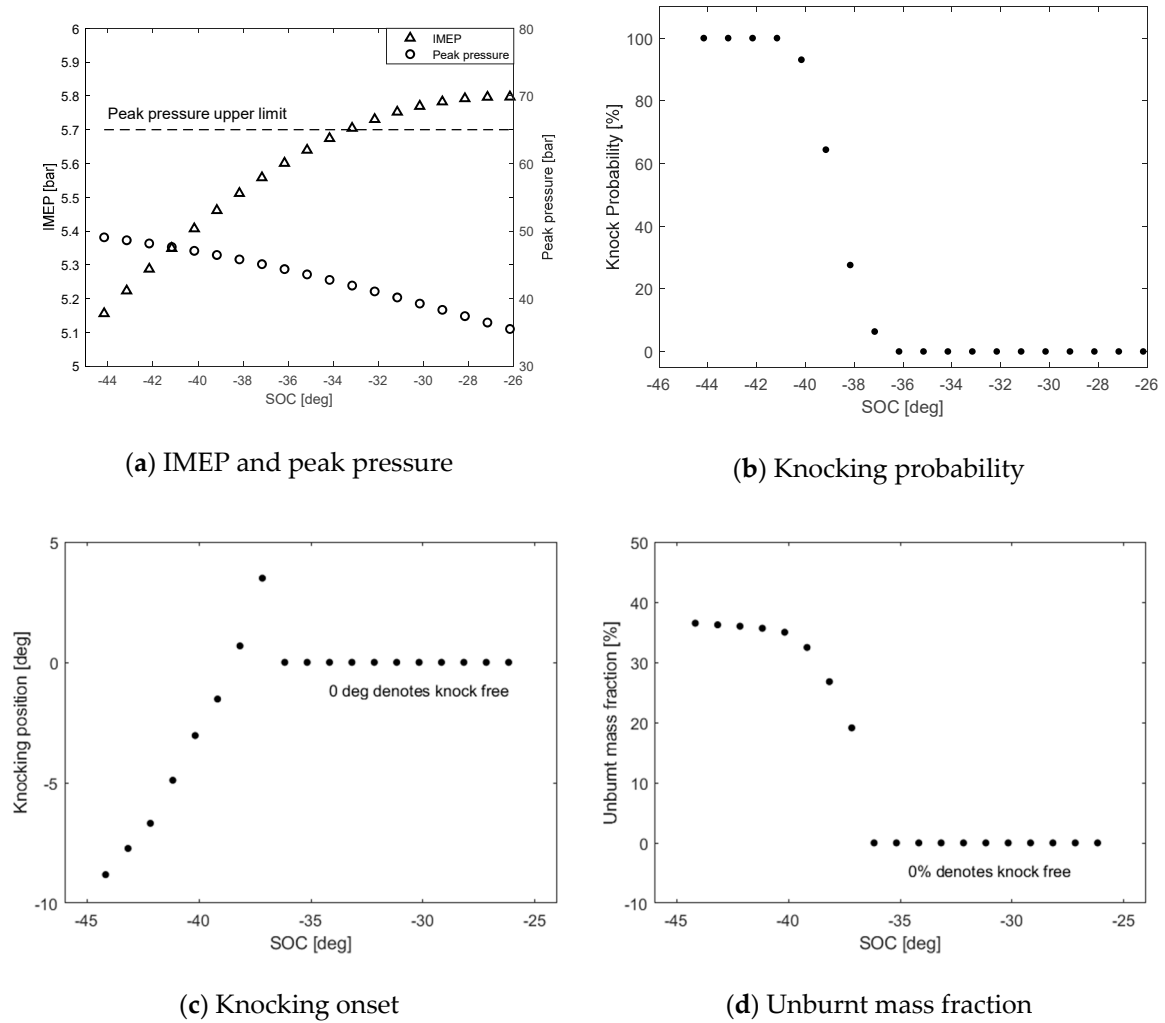 6
5.9
5.8
5.7
5.6
5.5
5.4
5.3
5.2
5.1
5
IMEP [bar]
IMEP
Peak pressure
Peak pressure upper limit
80
70
60
50
40
30
Peak pressure [bar]
-44 -42 -40 -38 -36 -34 -32 -30 -28 -26
SOC [deg]
(a) IMEP and peak pressure
100
80
60
40
20
0
Knock Probability [%]
-46 -44 -42 -40 -38 -36 -34 -32 -30 -28 -26
SOC [deg]
(b) Knocking probability
5
0
-5
-10
Knocking position [deg]
0 deg denotes knock free
-45 -40 -35 -30 -25
SOC [deg]
(c) Knocking onset
50
40
30
20
10
0
-10
Unburnt mass fraction [%]
0% denotes knock free
-45 -40 -35 -30 -25
SOC [deg]
(d) Unburnt mass fraction